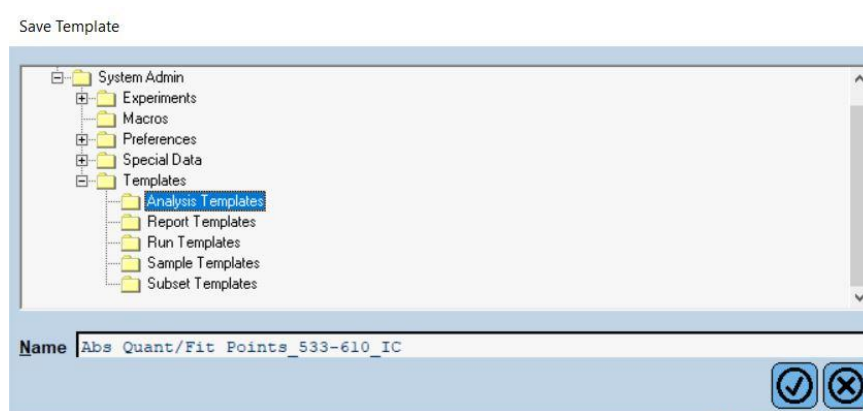 Save Template
System Admin
Experiments
Macros
Preferences
Special Data
Templates
Analysis Templates
Report Templates
Run Templates
Sample Templates
Subset Templates
Name Abs Quant/Fit Points_533-610_IC